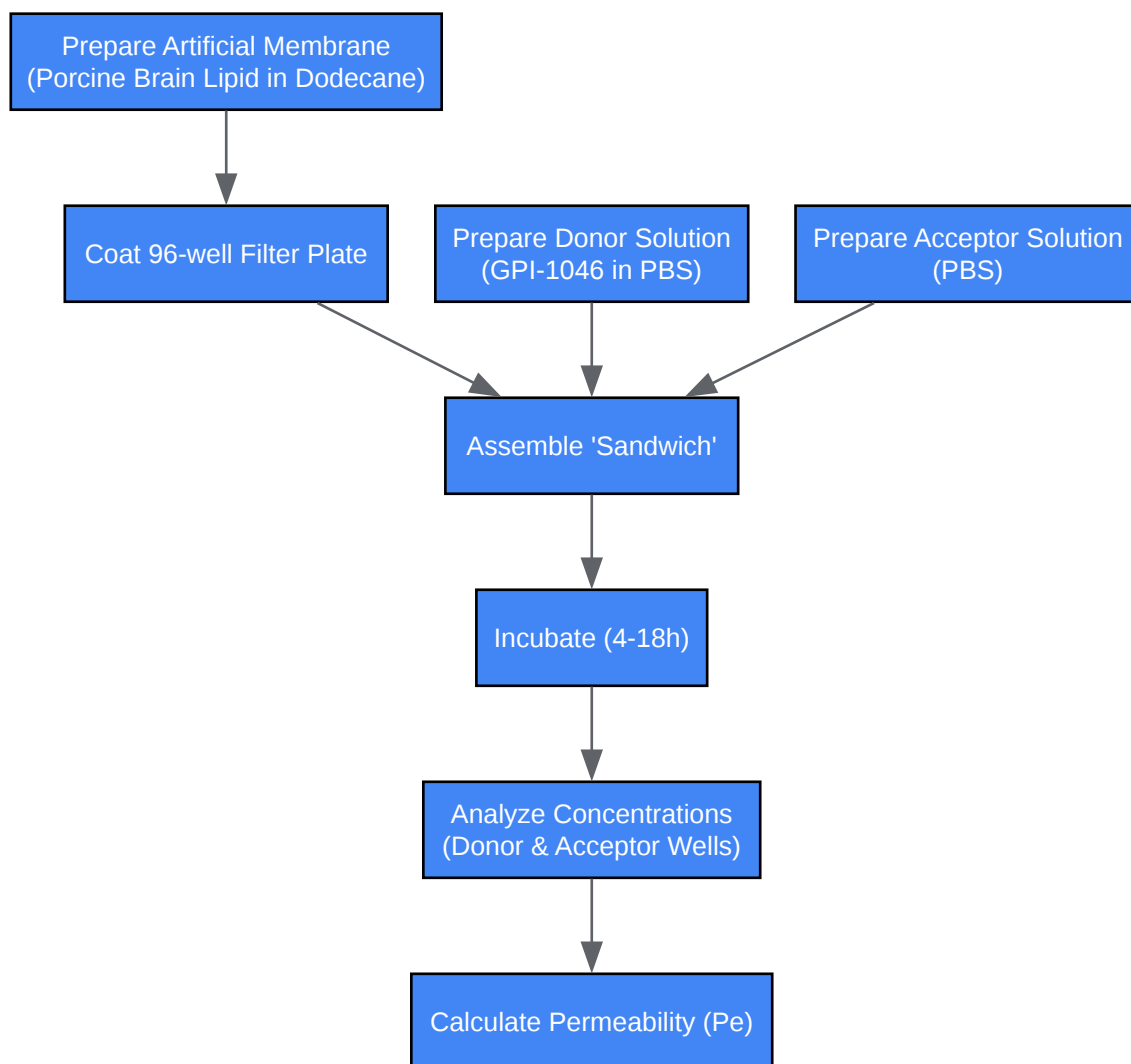 Prepare Artificial Membrane
(Porcine Brain Lipid in Dodecane)
Coat 96-well Filter Plate
Prepare Donor Solution
(GPI-1046 in PBS)
Prepare Acceptor Solution
(PBS)
Assemble 'Sandwich'
Incubate (4-18h)
Analyze Concentrations
(Donor & Acceptor Wells)
Calculate Permeability (Pe)